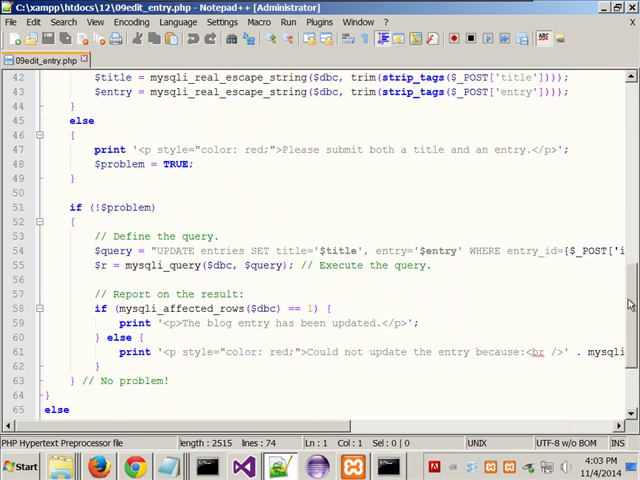 C:\xampp\htdocs\12\09edit_entry.php - Notepad++ [Administrator]
File Edit Search View Encoding Language Settings Macro Run Plugins Window ?
09edit_entry.php
42 $title = mysqli_real_escape_string($dbc, trim(strip_tags($_POST['title'])));
43 $entry = mysqli_real_escape_string($dbc, trim(strip_tags($_POST['entry'])));
44 }
45 else
46 {
47 print '<p style="color: red;">Please submit both a title and an entry.</p>';
48 $problem = TRUE;
49 }
50
51 if (!$problem)
52 {
53 // Define the query.
54 $query = "UPDATE entries SET title='$title', entry='$entry' WHERE entry_id={$_POST['i
55 $r = mysqli_query($dbc, $query); // Execute the query.
56
57 // Report on the result:
58 if (mysqli_affected_rows($dbc) == 1) {
59 print '<p>The blog entry has been updated.</p>';
60 } else {
61 print '<p style="color: red;">Could not update the entry because:<br />' . mysqli
62 }
63 } // No problem!
64 }
65 else
PHP Hypertext Preprocessor file length : 2515 lines : 74 Ln : 1 Col : 1 Sel : 0 | 0 UNIX UTF-8 w/o BOM INS
Start
4:03 PM
11/4/2014